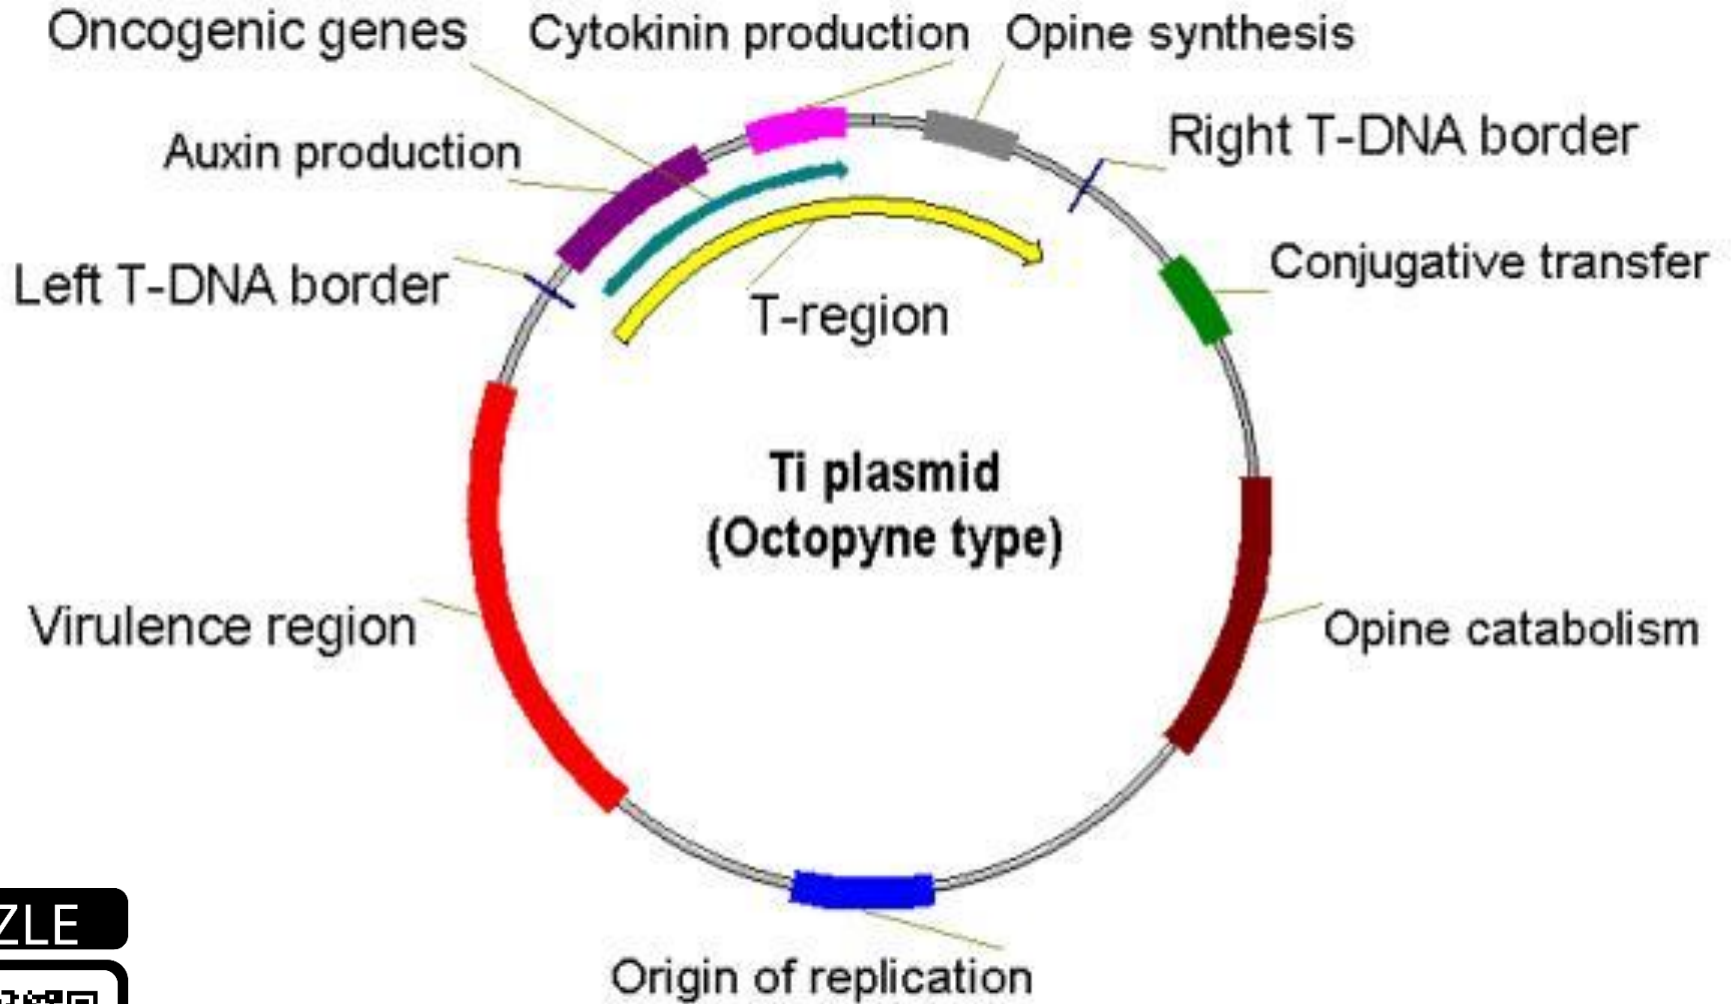 Oncogenic genes
Cytokinin production
Opine synthesis
Auxin production
Right T-DNA border
Left T-DNA border
Conjugative transfer
T-region
Ti plasmid
(Octopyne type)
Virulence region
Opine catabolism
Origin of replication
ZLE